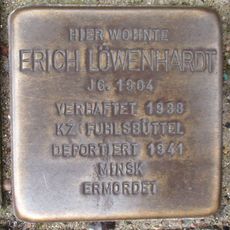 HIER WOHNTE
ERICH LÖWENHARDT
JG. 1904
VERHAFTET 1938
KZ FUHLSBÜTTEL
DEPORTIERT 1941
MINSK
ERMORDET